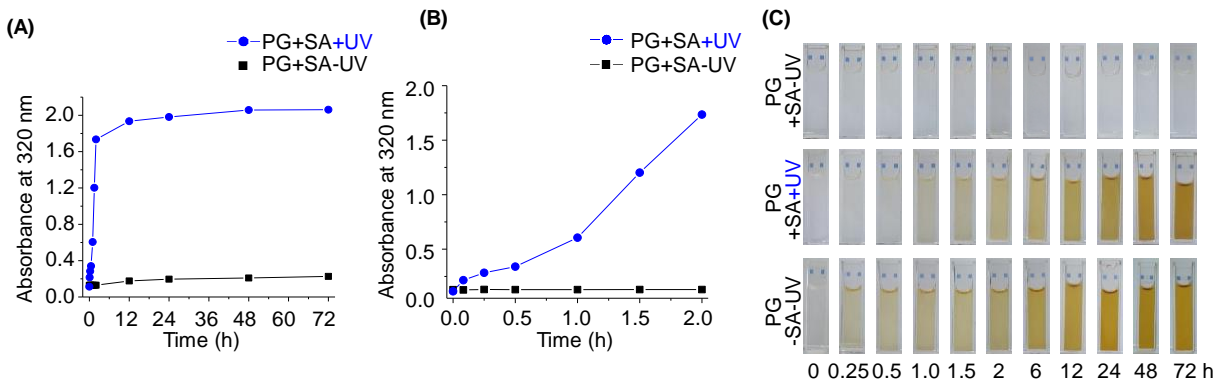 (A)
PG+SA+UV
PG+SA-UV
Absorbance at 320 nm
2.0
1.6
1.2
0.8
0.4
0.0
0 12 24 36 48 60 72
Time (h)
(B)
PG+SA+UV
PG+SA-UV
Absorbance at 320 nm
2.0
1.5
1.0
0.5
0.0
0.0 0.5 1.0 1.5 2.0
Time (h)
(C)
PG
+SA-UV
PG
+SA+UV
PG
-SA-UV
0 0.25 0.5 1.0 1.5 2 6 12 24 48 72 h